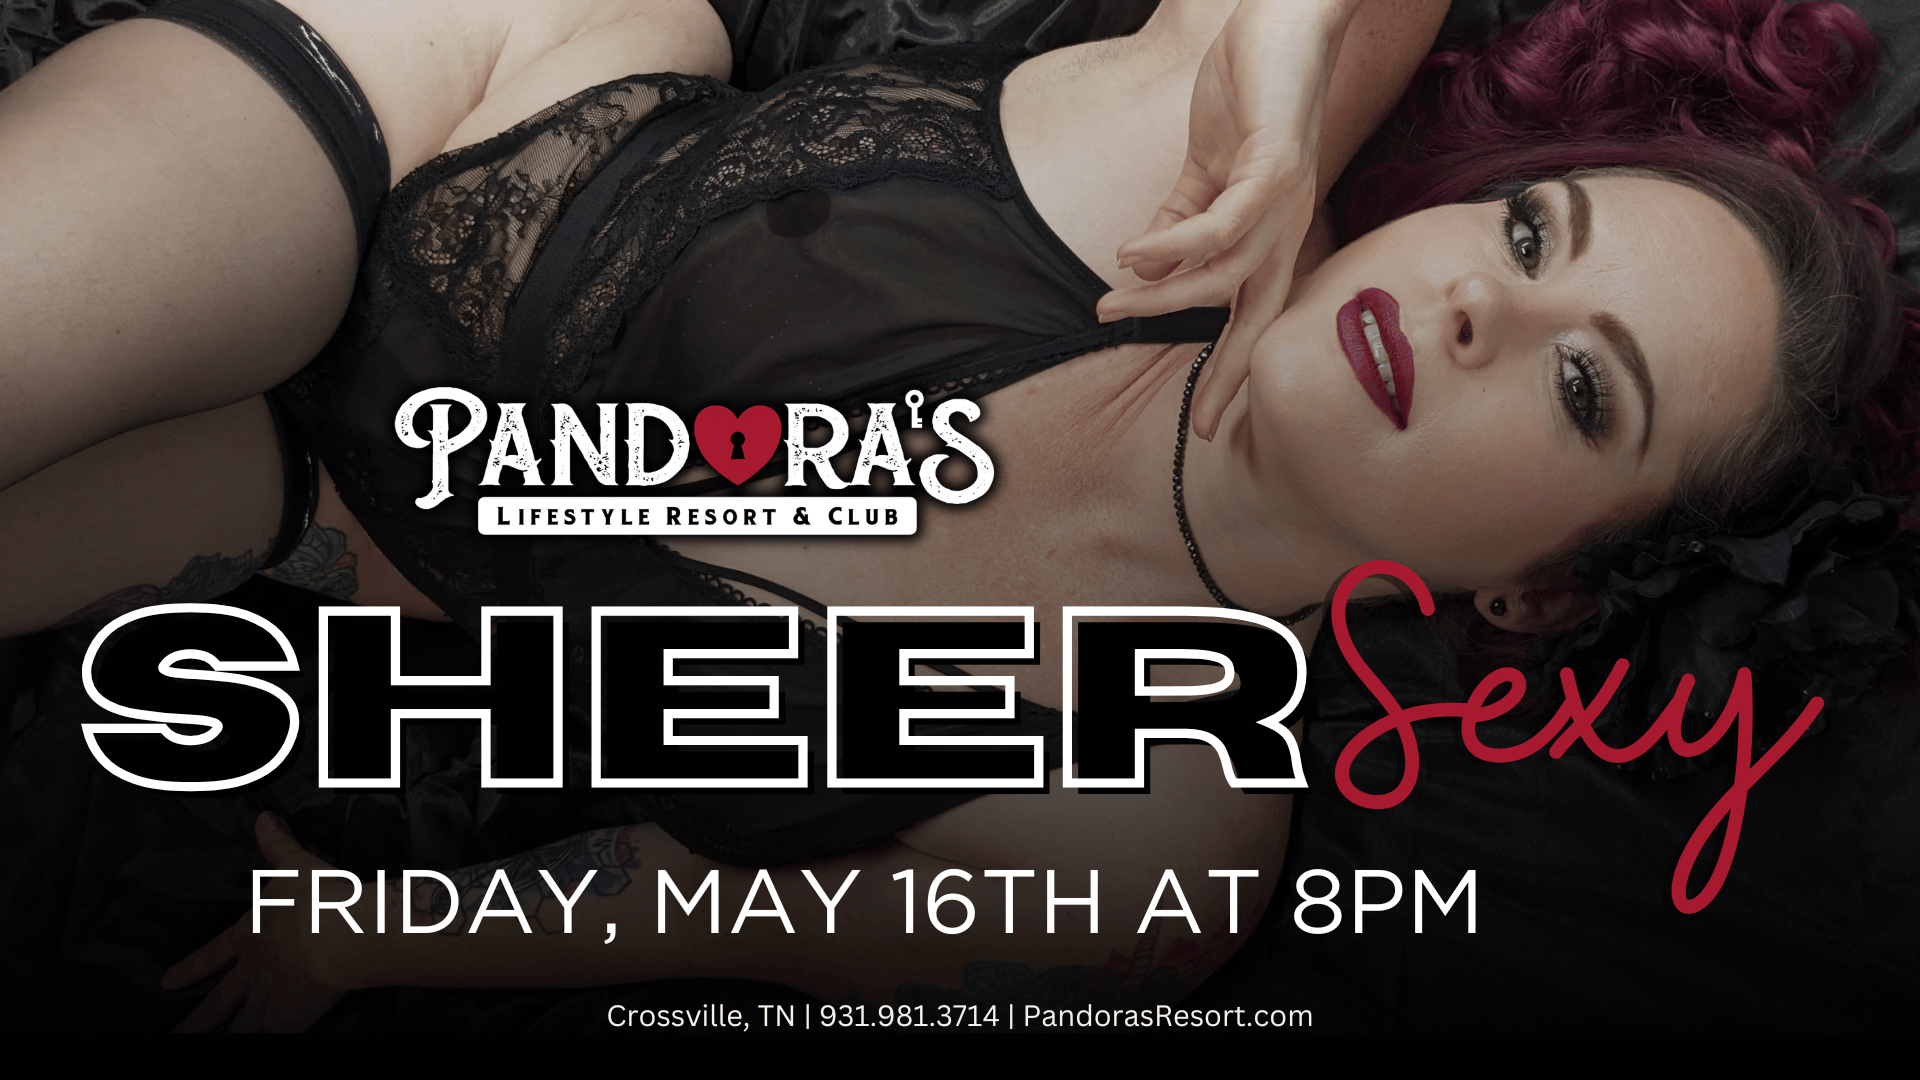 PANDORA'S
LIFESTYLE RESORT & CLUB
SHEER Sexy
FRIDAY, MAY 16TH AT 8PM
Crossville, TN | 931.981.3714 | PandorasResort.com